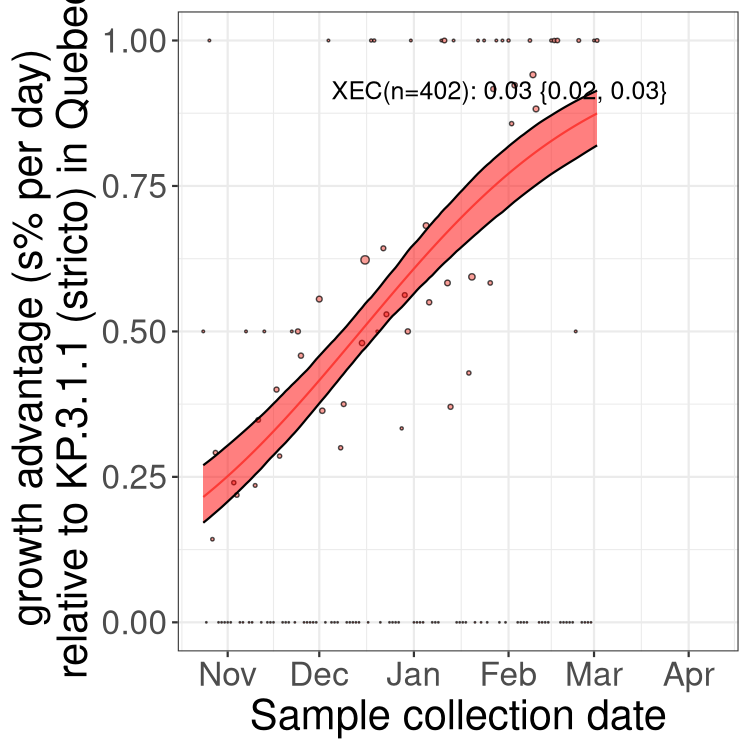 growth advantage (s% per day)
relative to KP.3.1.1 (stricto) in Quebec
1.00
XEC(n=402): 0.03 {0.02, 0.03}
0.75
0.50
0.25
0.00
Nov Dec Jan Feb Mar Apr
Sample collection date